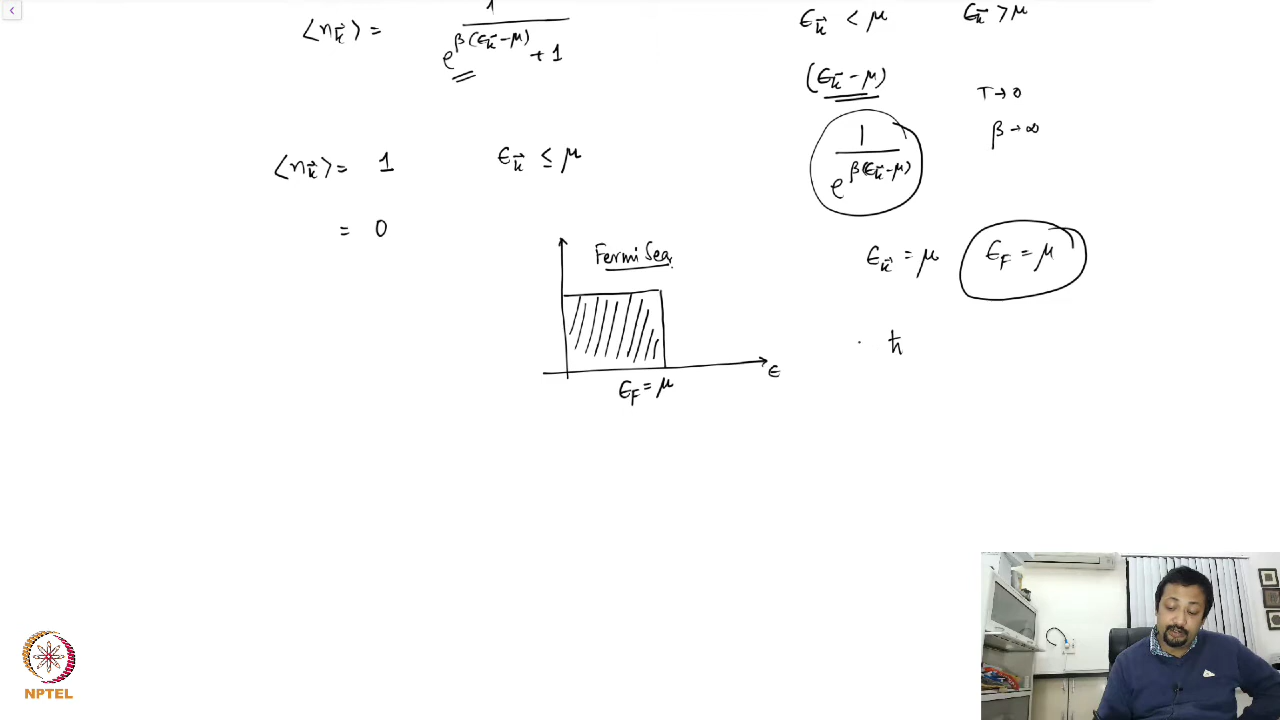 ⟨n_k⃗⟩ = 1 / e^β(ε_k⃗ − μ) + 1
ε_k⃗ < μ
ε_k⃗ > μ
(ε_k⃗ − μ)
T → 0
β → ∞
1 / e^β(ε_k⃗ − μ)
⟨n_k⃗⟩ = 1
ε_k⃗ ≤ μ
= 0
Fermi Sea
ε_k⃗ = μ
ε_F = μ
ħ
ε
ε_F = μ
NPTEL